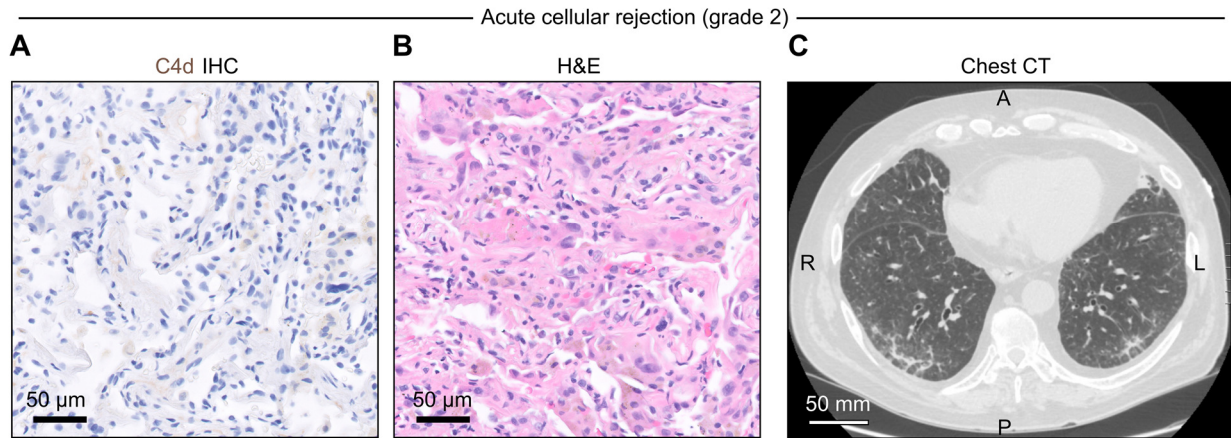 Acute cellular rejection (grade 2)
A
C4d IHC
50 µm
B
H&E
50 µm
C
Chest CT
A
R
L
P
50 mm